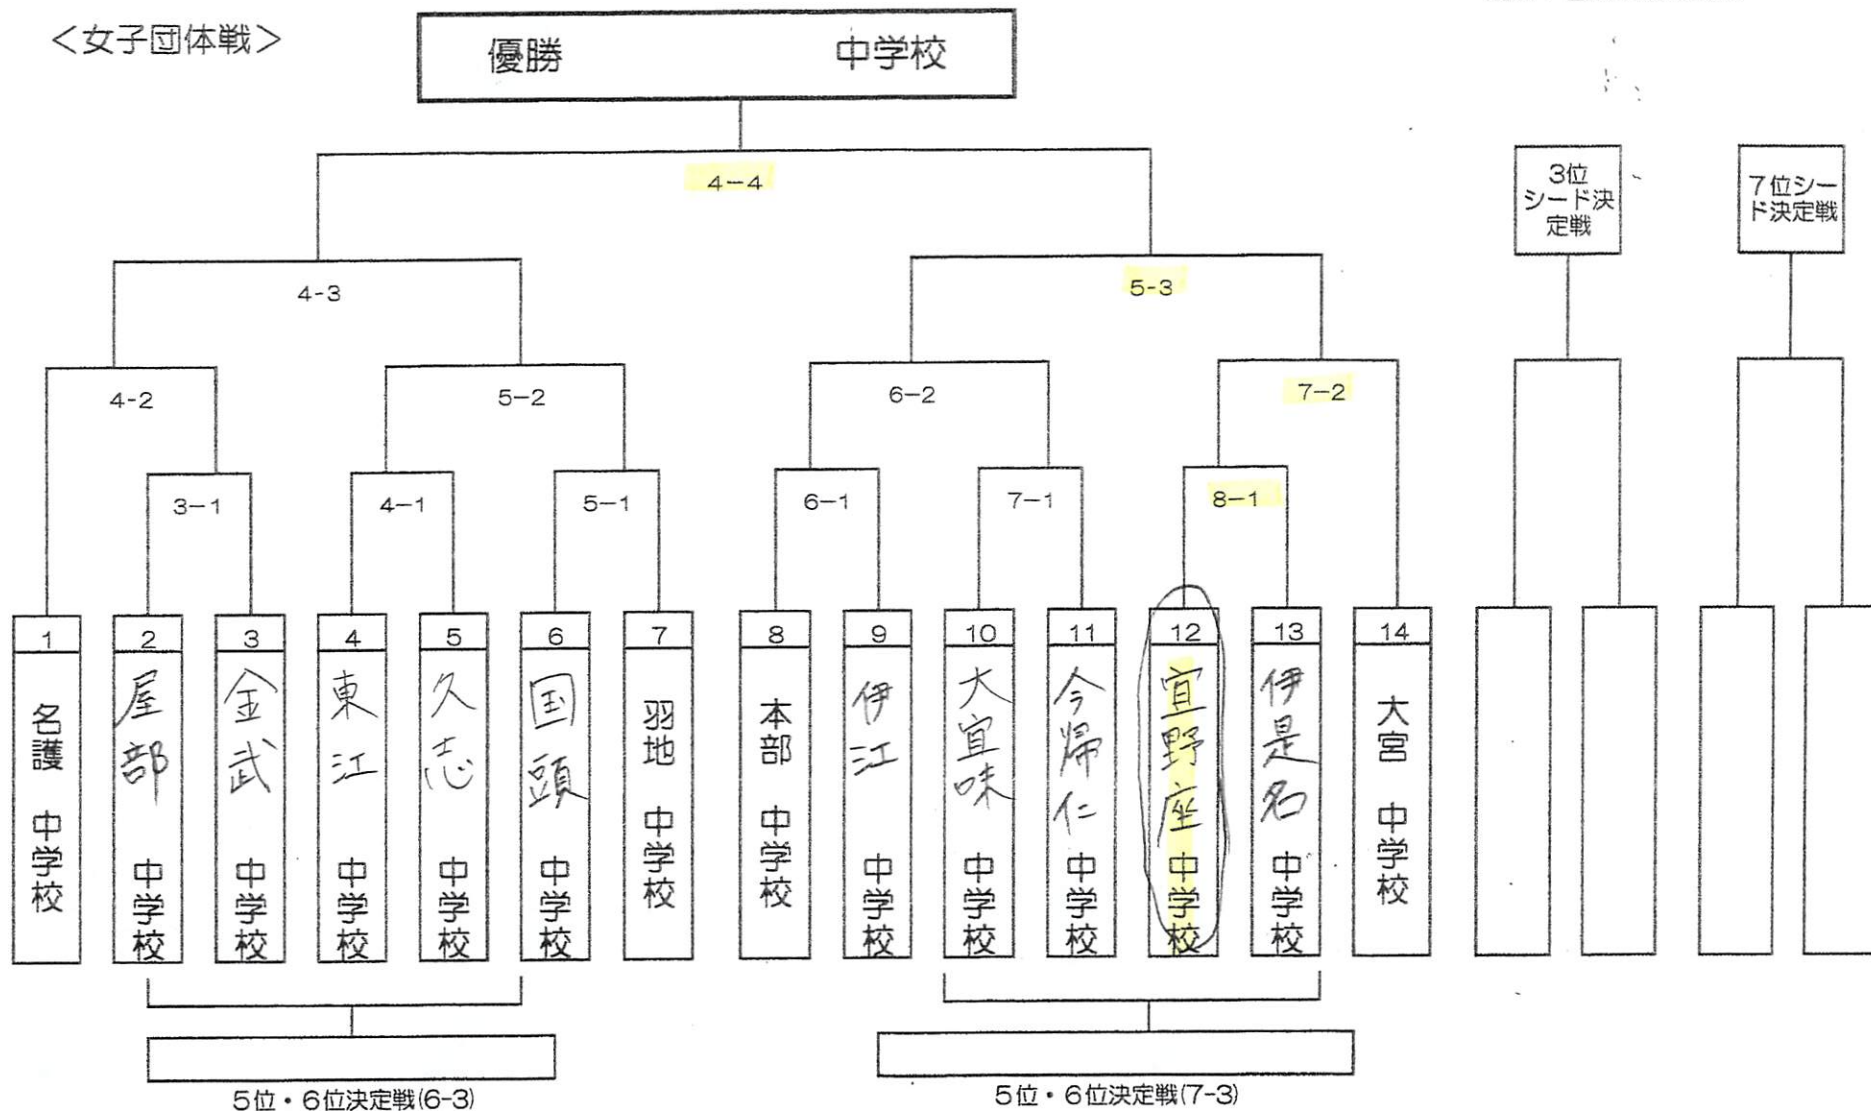 ＜女子団体戦＞
優勝　中学校
4－4
3位
シード決
定戦
7位シー
ド決定戦
4-3
5-3
4-2
5－2
6－2
7－2
3－1
4－1
5－1
6－1
7－1
8－1
1
名護　中学校
2
屋部　中学校
3
金武　中学校
4
東江　中学校
5
久志　中学校
6
国頭　中学校
7
羽地　中学校
8
本部　中学校
9
伊江　中学校
10
大宜味　中学校
11
今帰仁　中学校
12
宜野座　中学校
13
伊是名　中学校
14
大宮　中学校
5位・6位決定戦(6-3)
5位・6位決定戦(7-3)